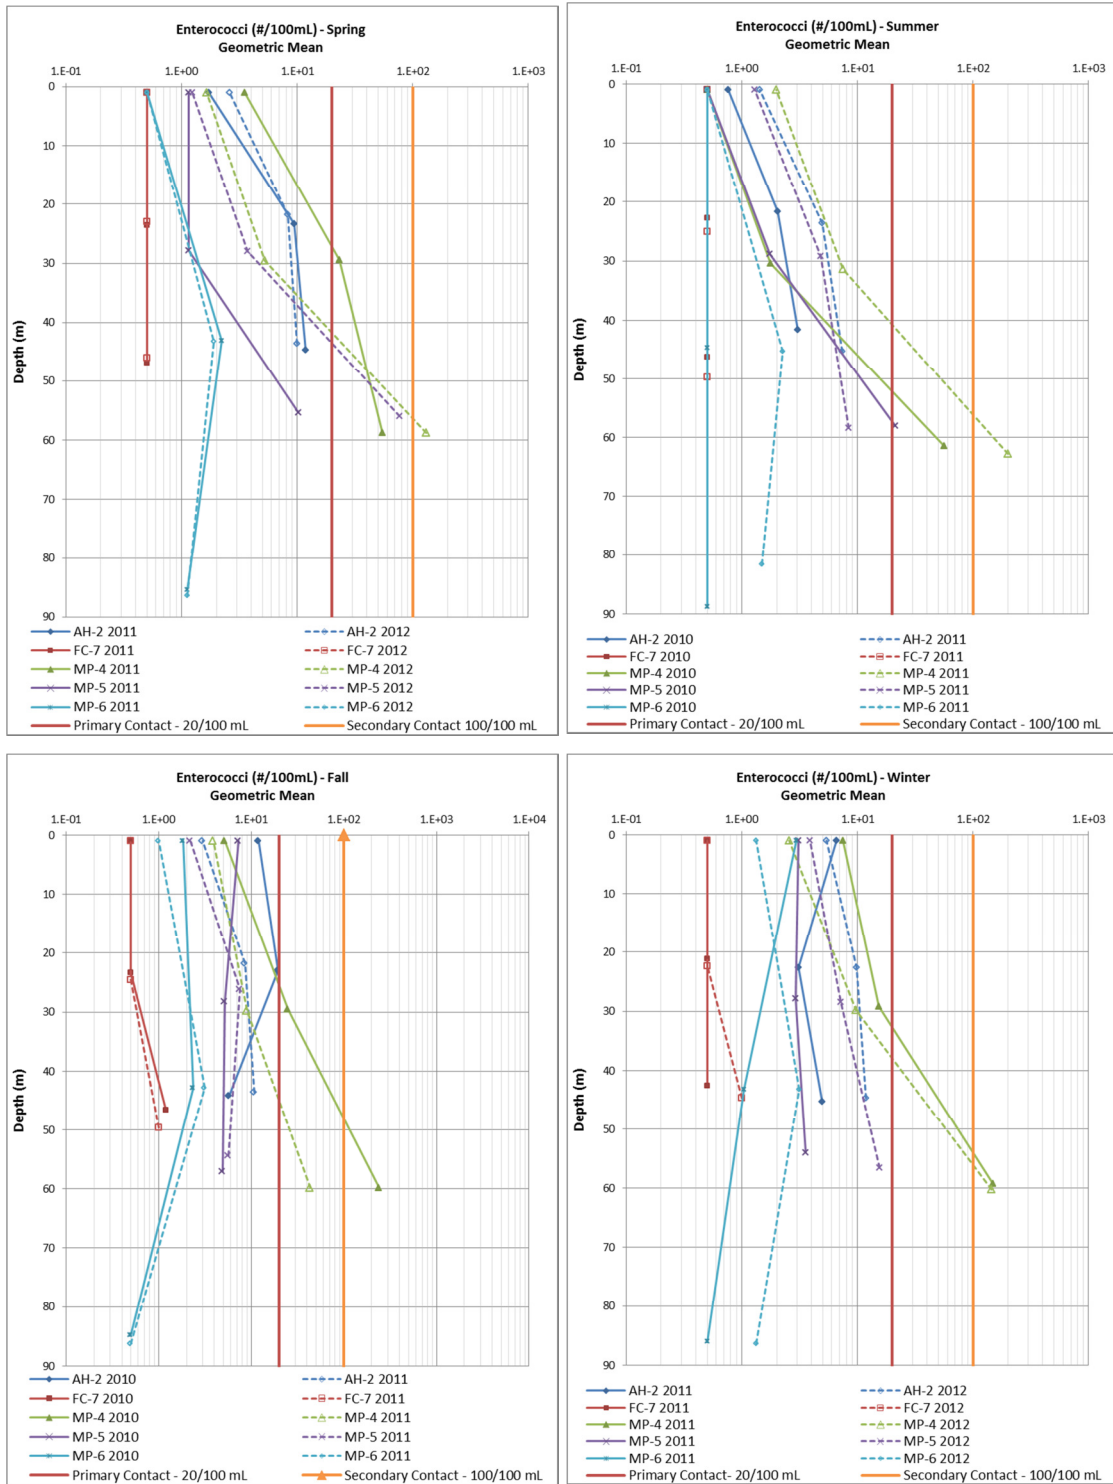 Enterococci (#/100mL) - Spring
Geometric Mean
1.E-01 1.E+00 1.E+01 1.E+02 1.E+03
0
10
20
30
40
50
60
70
80
90
Depth (m)
AH-2 2011 AH-2 2012
FC-7 2011 FC-7 2012
MP-4 2011 MP-4 2012
MP-5 2011 MP-5 2012
MP-6 2011 MP-6 2012
Primary Contact - 20/100 mL Secondary Contact 100/100 mL
Enterococci (#/100mL) - Summer
Geometric Mean
1.E-01 1.E+00 1.E+01 1.E+02 1.E+03
0
10
20
30
40
50
60
70
80
90
Depth (m)
AH-2 2010 AH-2 2011
FC-7 2010 FC-7 2011
MP-4 2010 MP-4 2011
MP-5 2010 MP-5 2011
MP-6 2010 MP-6 2011
Primary Contact - 20/100 mL Secondary Contact - 100/100 mL
Enterococci (#/100mL) - Fall
Geometric Mean
1.E-01 1.E+00 1.E+01 1.E+02 1.E+03 1.E+04
0
10
20
30
40
50
60
70
80
90
Depth (m)
AH-2 2010 AH-2 2011
FC-7 2010 FC-7 2011
MP-4 2010 MP-4 2011
MP-5 2010 MP-5 2011
MP-6 2010 MP-6 2011
Primary Contact - 20/100 mL Secondary Contact - 100/100 mL
Enterococci (#/100mL) - Winter
Geometric Mean
1.E-01 1.E+00 1.E+01 1.E+02 1.E+03
0
10
20
30
40
50
60
70
80
90
Depth (m)
AH-2 2011 AH-2 2012
FC-7 2011 FC-7 2012
MP-4 2011 MP-4 2012
MP-5 2011 MP-5 2012
MP-6 2011 MP-6 2012
Primary Contact - 20/100 mL Secondary Contact - 100/100 mL